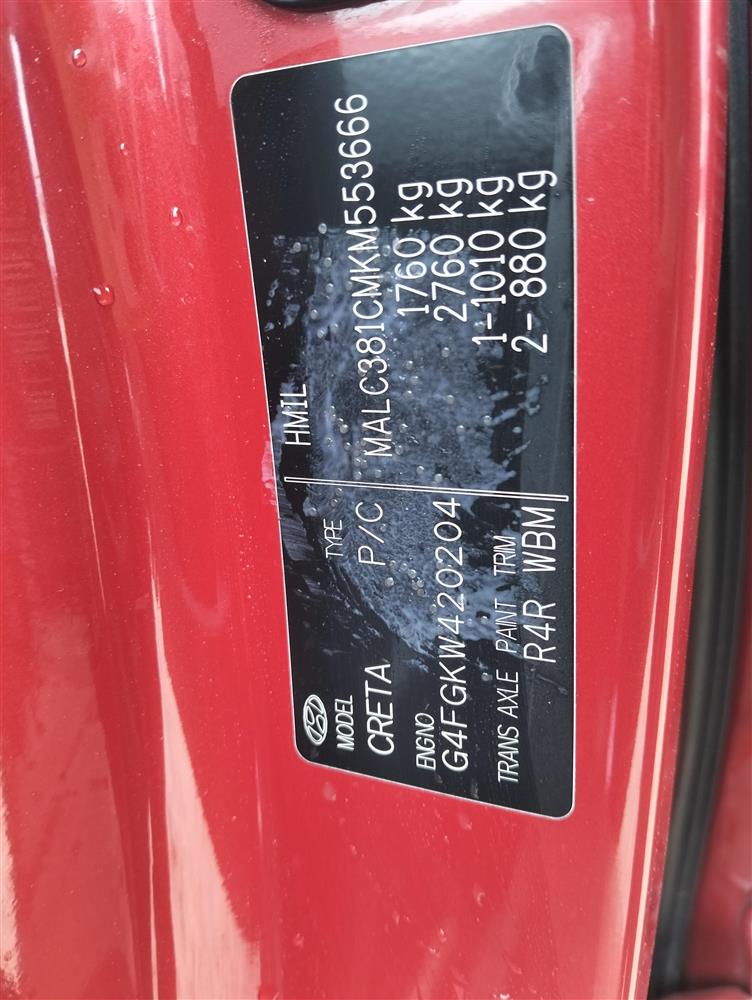 HMIL
MODEL TYPE
CRETA P/C MALC381CMKM553666
ENGNO 1760 kg
G4FGKW420204 2760 kg
TRANS AXLE PAINT TRIM 1-1010 kg
R4R WBM 2- 880 kg